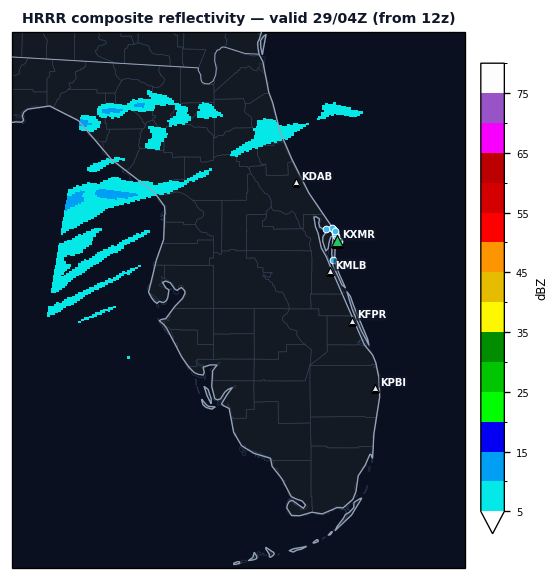 HRRR composite reflectivity — valid 29/04Z (from 12z)
KDAB
KXMR
KMLB
KFPR
KPBI
75
65
55
45
35
25
15
5
dBZ